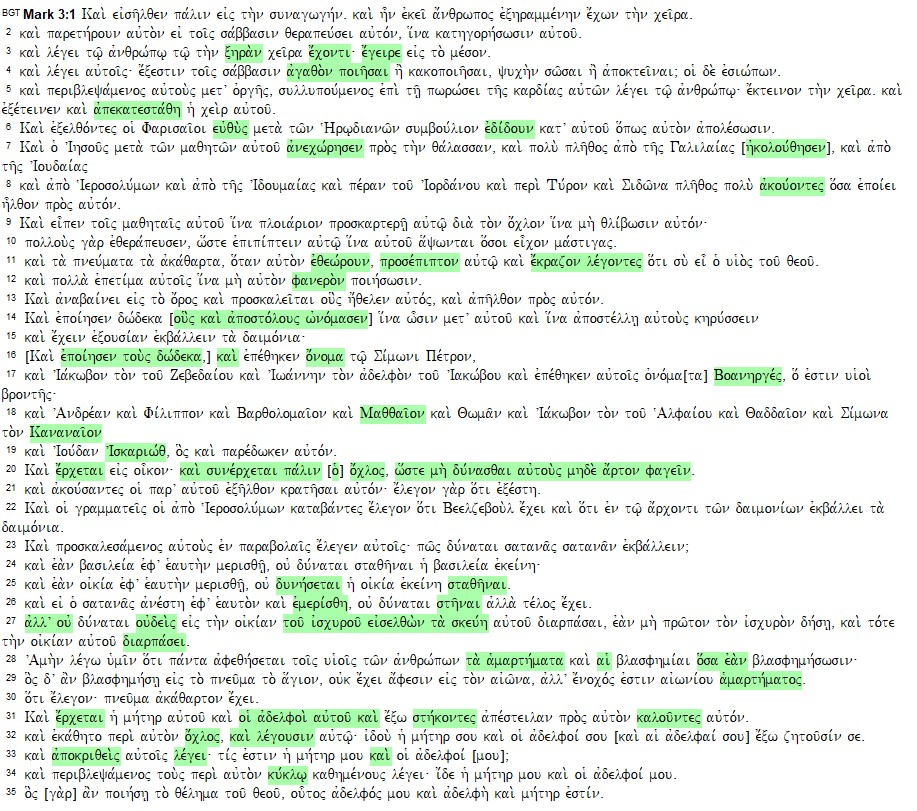 BGT Mark 3:1 Καὶ εἰσῆλθεν πάλιν εἰς τὴν συναγωγήν. καὶ ἦν ἐκεῖ ἄνθρωπος ἐξηραμμένην ἔχων τὴν χεῖρα.
2 καὶ παρετήρουν αὐτὸν εἰ τοῖς σάββασιν θεραπεύσει αὐτόν, ἵνα κατηγορήσωσιν αὐτοῦ.
3 καὶ λέγει τῷ ἀνθρώπῳ τῷ τὴν ξηρὰν χεῖρα ἔχοντι· ἔγειρε εἰς τὸ μέσον.
4 καὶ λέγει αὐτοῖς· ἔξεστιν τοῖς σάββασιν ἀγαθὸν ποιῆσαι ἢ κακοποιῆσαι, ψυχὴν σῶσαι ἢ ἀποκτεῖναι; οἱ δὲ ἐσιώπων.
5 καὶ περιβλεψάμενος αὐτοὺς μετ᾽ ὀργῆς, συλλυπούμενος ἐπὶ τῇ πωρώσει τῆς καρδίας αὐτῶν λέγει τῷ ἀνθρώπῳ· ἔκτεινον τὴν χεῖρα. καὶ
ἐξέτεινεν καὶ ἀπεκατεστάθη ἡ χεὶρ αὐτοῦ.
6 Καὶ ἐξελθόντες οἱ Φαρισαῖοι εὐθὺς μετὰ τῶν Ἡρῳδιανῶν συμβούλιον ἐδίδουν κατ᾽ αὐτοῦ ὅπως αὐτὸν ἀπολέσωσιν.
7 Καὶ ὁ Ἰησοῦς μετὰ τῶν μαθητῶν αὐτοῦ ἀνεχώρησεν πρὸς τὴν θάλασσαν, καὶ πολὺ πλῆθος ἀπὸ τῆς Γαλιλαίας [ἠκολούθησεν], καὶ ἀπὸ
τῆς Ἰουδαίας
8 καὶ ἀπὸ Ἱεροσολύμων καὶ ἀπὸ τῆς Ἰδουμαίας καὶ πέραν τοῦ Ἰορδάνου καὶ περὶ Τύρον καὶ Σιδῶνα πλῆθος πολὺ ἀκούοντες ὅσα ἐποίει
ἦλθον πρὸς αὐτόν.
9 Καὶ εἶπεν τοῖς μαθηταῖς αὐτοῦ ἵνα πλοιάριον προσκαρτερῇ αὐτῷ διὰ τὸν ὄχλον ἵνα μὴ θλίβωσιν αὐτόν·
10 πολλοὺς γὰρ ἐθεράπευσεν, ὥστε ἐπιπίπτειν αὐτῷ ἵνα αὐτοῦ ἅψωνται ὅσοι εἶχον μάστιγας.
11 καὶ τὰ πνεύματα τὰ ἀκάθαρτα, ὅταν αὐτὸν ἐθεώρουν, προσέπιπτον αὐτῷ καὶ ἔκραζον λέγοντες ὅτι σὺ εἶ ὁ υἱὸς τοῦ θεοῦ.
12 καὶ πολλὰ ἐπετίμα αὐτοῖς ἵνα μὴ αὐτὸν φανερὸν ποιήσωσιν.
13 Καὶ ἀναβαίνει εἰς τὸ ὄρος καὶ προσκαλεῖται οὓς ἤθελεν αὐτός, καὶ ἀπῆλθον πρὸς αὐτόν.
14 Καὶ ἐποίησεν δώδεκα [οὓς καὶ ἀποστόλους ὠνόμασεν] ἵνα ὦσιν μετ᾽ αὐτοῦ καὶ ἵνα ἀποστέλλῃ αὐτοὺς κηρύσσειν
15 καὶ ἔχειν ἐξουσίαν ἐκβάλλειν τὰ δαιμόνια·
16 [Καὶ ἐποίησεν τοὺς δώδεκα,] καὶ ἐπέθηκεν ὄνομα τῷ Σίμωνι Πέτρον,
17 καὶ Ἰάκωβον τὸν τοῦ Ζεβεδαίου καὶ Ἰωάννην τὸν ἀδελφὸν τοῦ Ἰακώβου καὶ ἐπέθηκεν αὐτοῖς ὀνόμα[τα] Βοανηργές, ὅ ἐστιν υἱοὶ
βροντῆς·
18 καὶ Ἀνδρέαν καὶ Φίλιππον καὶ Βαρθολομαῖον καὶ Μαθθαῖον καὶ Θωμᾶν καὶ Ἰάκωβον τὸν τοῦ Ἁλφαίου καὶ Θαδδαῖον καὶ Σίμωνα
τὸν Καναναῖον
19 καὶ Ἰούδαν Ἰσκαριώθ, ὃς καὶ παρέδωκεν αὐτόν.
20 Καὶ ἔρχεται εἰς οἶκον· καὶ συνέρχεται πάλιν [ὁ] ὄχλος, ὥστε μὴ δύνασθαι αὐτοὺς μηδὲ ἄρτον φαγεῖν.
21 καὶ ἀκούσαντες οἱ παρ᾽ αὐτοῦ ἐξῆλθον κρατῆσαι αὐτόν· ἔλεγον γὰρ ὅτι ἐξέστη.
22 Καὶ οἱ γραμματεῖς οἱ ἀπὸ Ἱεροσολύμων καταβάντες ἔλεγον ὅτι Βεελζεβοὺλ ἔχει καὶ ὅτι ἐν τῷ ἄρχοντι τῶν δαιμονίων ἐκβάλλει τὰ
δαιμόνια.
23 Καὶ προσκαλεσάμενος αὐτοὺς ἐν παραβολαῖς ἔλεγεν αὐτοῖς· πῶς δύναται σατανᾶς σατανᾶν ἐκβάλλειν;
24 καὶ ἐὰν βασιλεία ἐφ᾽ ἑαυτὴν μερισθῇ, οὐ δύναται σταθῆναι ἡ βασιλεία ἐκείνη·
25 καὶ ἐὰν οἰκία ἐφ᾽ ἑαυτὴν μερισθῇ, οὐ δυνήσεται ἡ οἰκία ἐκείνη σταθῆναι.
26 καὶ εἰ ὁ σατανᾶς ἀνέστη ἐφ᾽ ἑαυτὸν καὶ ἐμερίσθη, οὐ δύναται στῆναι ἀλλὰ τέλος ἔχει.
27 ἀλλ᾽ οὐ δύναται οὐδεὶς εἰς τὴν οἰκίαν τοῦ ἰσχυροῦ εἰσελθὼν τὰ σκεύη αὐτοῦ διαρπάσαι, ἐὰν μὴ πρῶτον τὸν ἰσχυρὸν δήσῃ, καὶ τότε
τὴν οἰκίαν αὐτοῦ διαρπάσει.
28 Ἀμὴν λέγω ὑμῖν ὅτι πάντα ἀφεθήσεται τοῖς υἱοῖς τῶν ἀνθρώπων τὰ ἁμαρτήματα καὶ αἱ βλασφημίαι ὅσα ἐὰν βλασφημήσωσιν·
29 ὃς δ᾽ ἂν βλασφημήσῃ εἰς τὸ πνεῦμα τὸ ἅγιον, οὐκ ἔχει ἄφεσιν εἰς τὸν αἰῶνα, ἀλλ᾽ ἔνοχός ἐστιν αἰωνίου ἁμαρτήματος.
30 ὅτι ἔλεγον· πνεῦμα ἀκάθαρτον ἔχει.
31 Καὶ ἔρχεται ἡ μήτηρ αὐτοῦ καὶ οἱ ἀδελφοὶ αὐτοῦ καὶ ἔξω στήκοντες ἀπέστειλαν πρὸς αὐτὸν καλοῦντες αὐτόν.
32 καὶ ἐκάθητο περὶ αὐτὸν ὄχλος, καὶ λέγουσιν αὐτῷ· ἰδοὺ ἡ μήτηρ σου καὶ οἱ ἀδελφοί σου [καὶ αἱ ἀδελφαί σου] ἔξω ζητοῦσίν σε.
33 καὶ ἀποκριθεὶς αὐτοῖς λέγει· τίς ἐστιν ἡ μήτηρ μου καὶ οἱ ἀδελφοί [μου];
34 καὶ περιβλεψάμενος τοὺς περὶ αὐτὸν κύκλῳ καθημένους λέγει· ἴδε ἡ μήτηρ μου καὶ οἱ ἀδελφοί μου.
35 ὃς [γὰρ] ἂν ποιήσῃ τὸ θέλημα τοῦ θεοῦ, οὗτος ἀδελφός μου καὶ ἀδελφὴ καὶ μήτηρ ἐστίν.